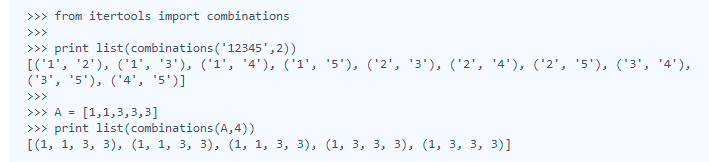 >>> from itertools import combinations
>>>
>>> print list(combinations('12345',2))
[('1', '2'), ('1', '3'), ('1', '4'), ('1', '5'), ('2', '3'), ('2', '4'), ('2', '5'), ('3', '4'),
('3', '5'), ('4', '5')]
>>>
>>> A = [1,1,3,3,3]
>>> print list(combinations(A,4))
[(1, 1, 3, 3), (1, 1, 3, 3), (1, 1, 3, 3), (1, 3, 3, 3), (1, 3, 3, 3)]